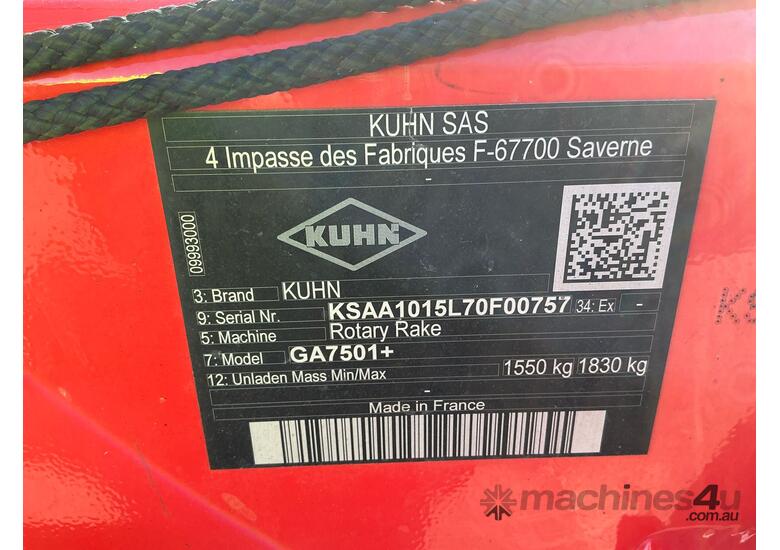 KUHN SAS
4 Impasse des Fabriques F-67700 Saverne
-
09993000
KUHN
3: Brand KUHN
9: Serial Nr. KSAA1015L70F00757 34: Ex -
5: Machine Rotary Rake
7: Model GA7501+
12: Unladen Mass Min/Max 1550 kg 1830 kg
-
Made in France
KS
machines4u
.com.au